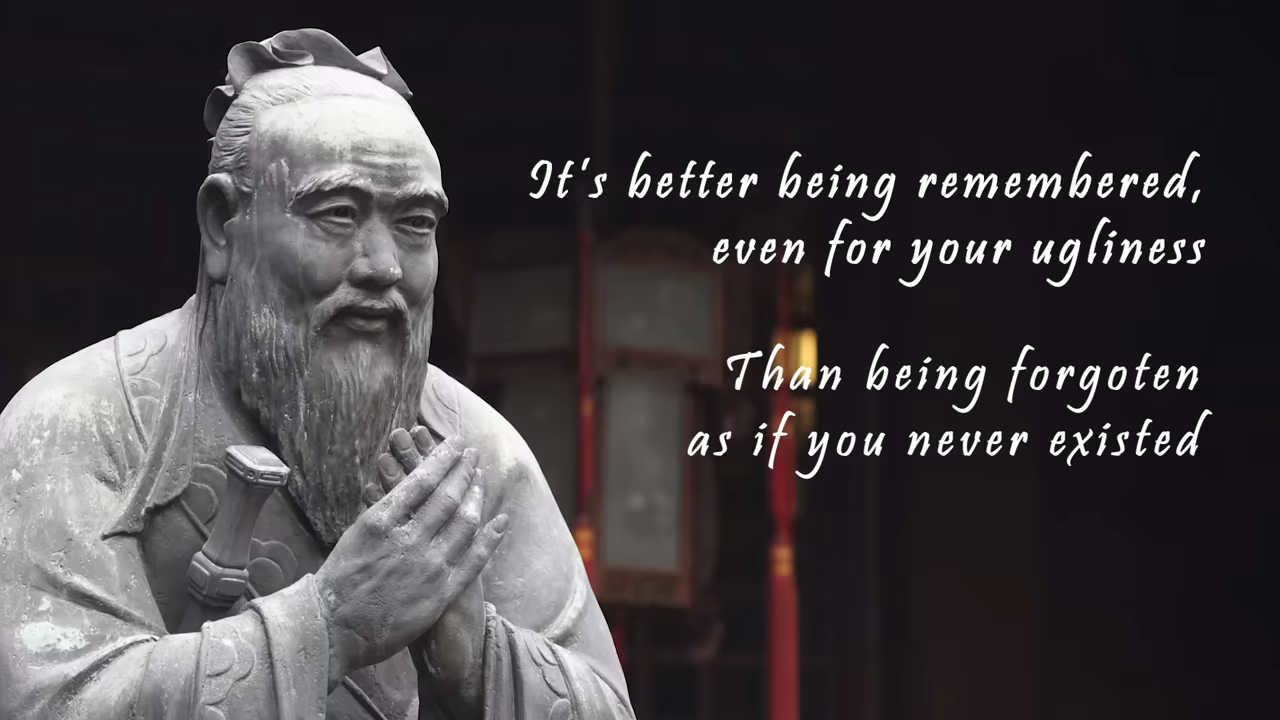 It's better being remembered,
even for your ugliness
Than being forgoten
as if you never existed